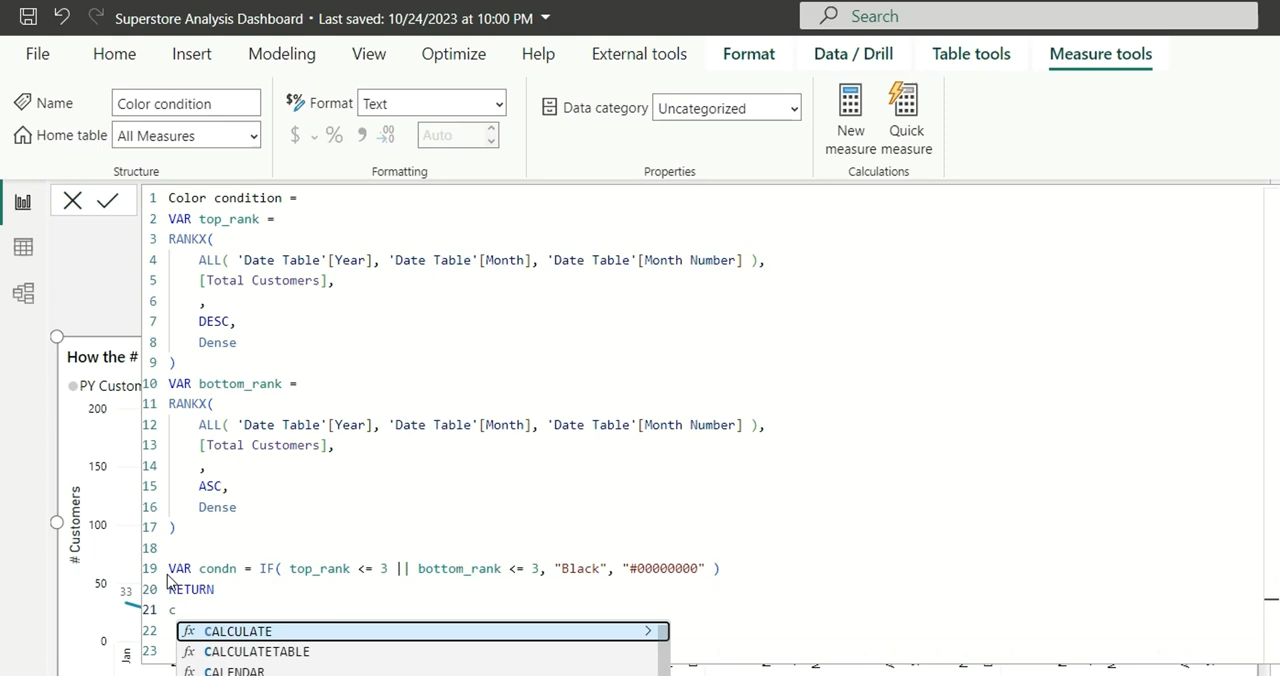 Superstore Analysis Dashboard • Last saved: 10/24/2023 at 10:00 PM
Search
File Home Insert Modeling View Optimize Help External tools Format Data / Drill Table tools Measure tools
Name Color condition
Home table All Measures
Structure
$% Format Text
$ % 9 .00 Auto
Formatting
Data category Uncategorized
Properties
New measure
Quick measure
Calculations
1 Color condition =
2 VAR top_rank =
3 RANKX(
4 ALL( 'Date Table'[Year], 'Date Table'[Month], 'Date Table'[Month Number] ),
5 [Total Customers],
6 ,
7 DESC,
8 Dense
9 )
10 VAR bottom_rank =
11 RANKX(
12 ALL( 'Date Table'[Year], 'Date Table'[Month], 'Date Table'[Month Number] ),
13 [Total Customers],
14 ,
15 ASC,
16 Dense
17 )
18
19 VAR condn = IF( top_rank <= 3 || bottom_rank <= 3, "Black", "#00000000" )
20 RETURN
21 c
22
23
fx CALCULATE
fx CALCULATETABLE
fx CALENDAR
How the #
PY Custom
200
150
100
50
0
# Customers
33
Jan